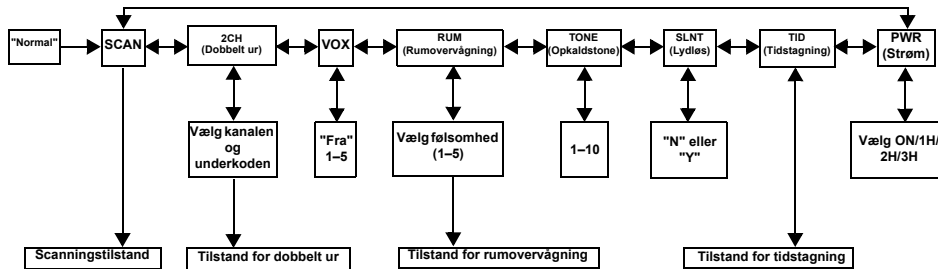 "Normal"
SCAN
2CH
(Dobbelt ur)
VOX
RUM
(Rumovervågning)
TONE
(Opkaldstone)
SLNT
(Lydløs)
TID
(Tidstagning)
PWR
(Strøm)
Vælg kanalen
og
underkoden
"Fra"
1–5
Vælg følsomhed
(1–5)
1–10
"N" eller
"Y"
Vælg ON/1H/
2H/3H
Scanningstilstand
Tilstand for dobbelt ur
Tilstand for rumovervågning
Tilstand for tidstagning